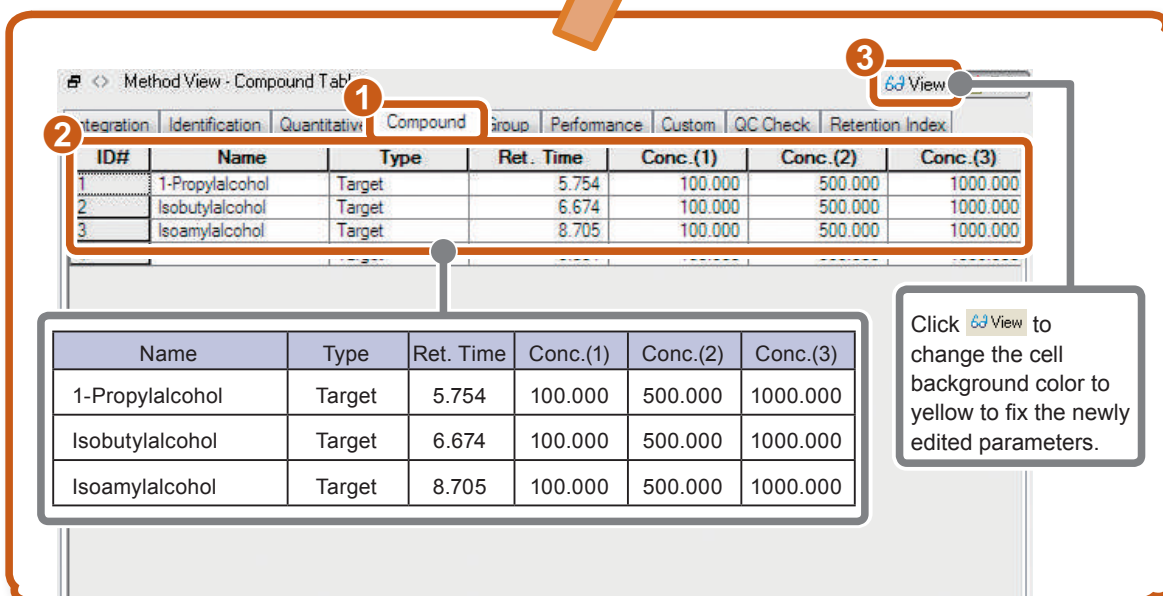 3
Method View - Compound Tabl
View
1
ntegration Identification Quantitative Compound Group Performance Custom QC Check Retention Index
2
ID# Name Type Ret. Time Conc.(1) Conc.(2) Conc.(3)
1 1-Propylalcohol Target 5.754 100.000 500.000 1000.000
2 Isobutylalcohol Target 6.674 100.000 500.000 1000.000
3 Isoamylalcohol Target 8.705 100.000 500.000 1000.000
Name Type Ret. Time Conc.(1) Conc.(2) Conc.(3)
1-Propylalcohol Target 5.754 100.000 500.000 1000.000
Isobutylalcohol Target 6.674 100.000 500.000 1000.000
Isoamylalcohol Target 8.705 100.000 500.000 1000.000
Click View to
change the cell
background color to
yellow to fix the newly
edited parameters.